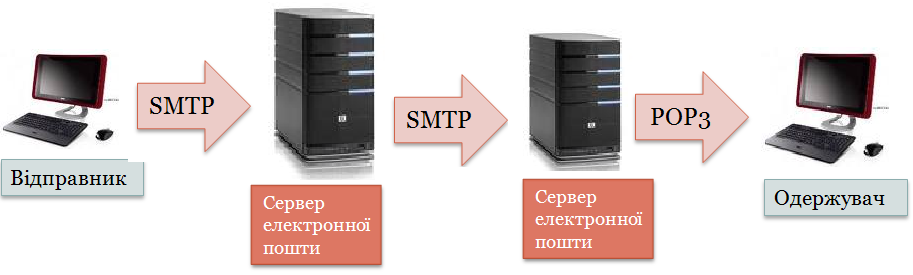 SMTP
SMTP
POP3
Відправник
Сервер
електронної
пошти
Сервер
електронної
пошти
Одержувач